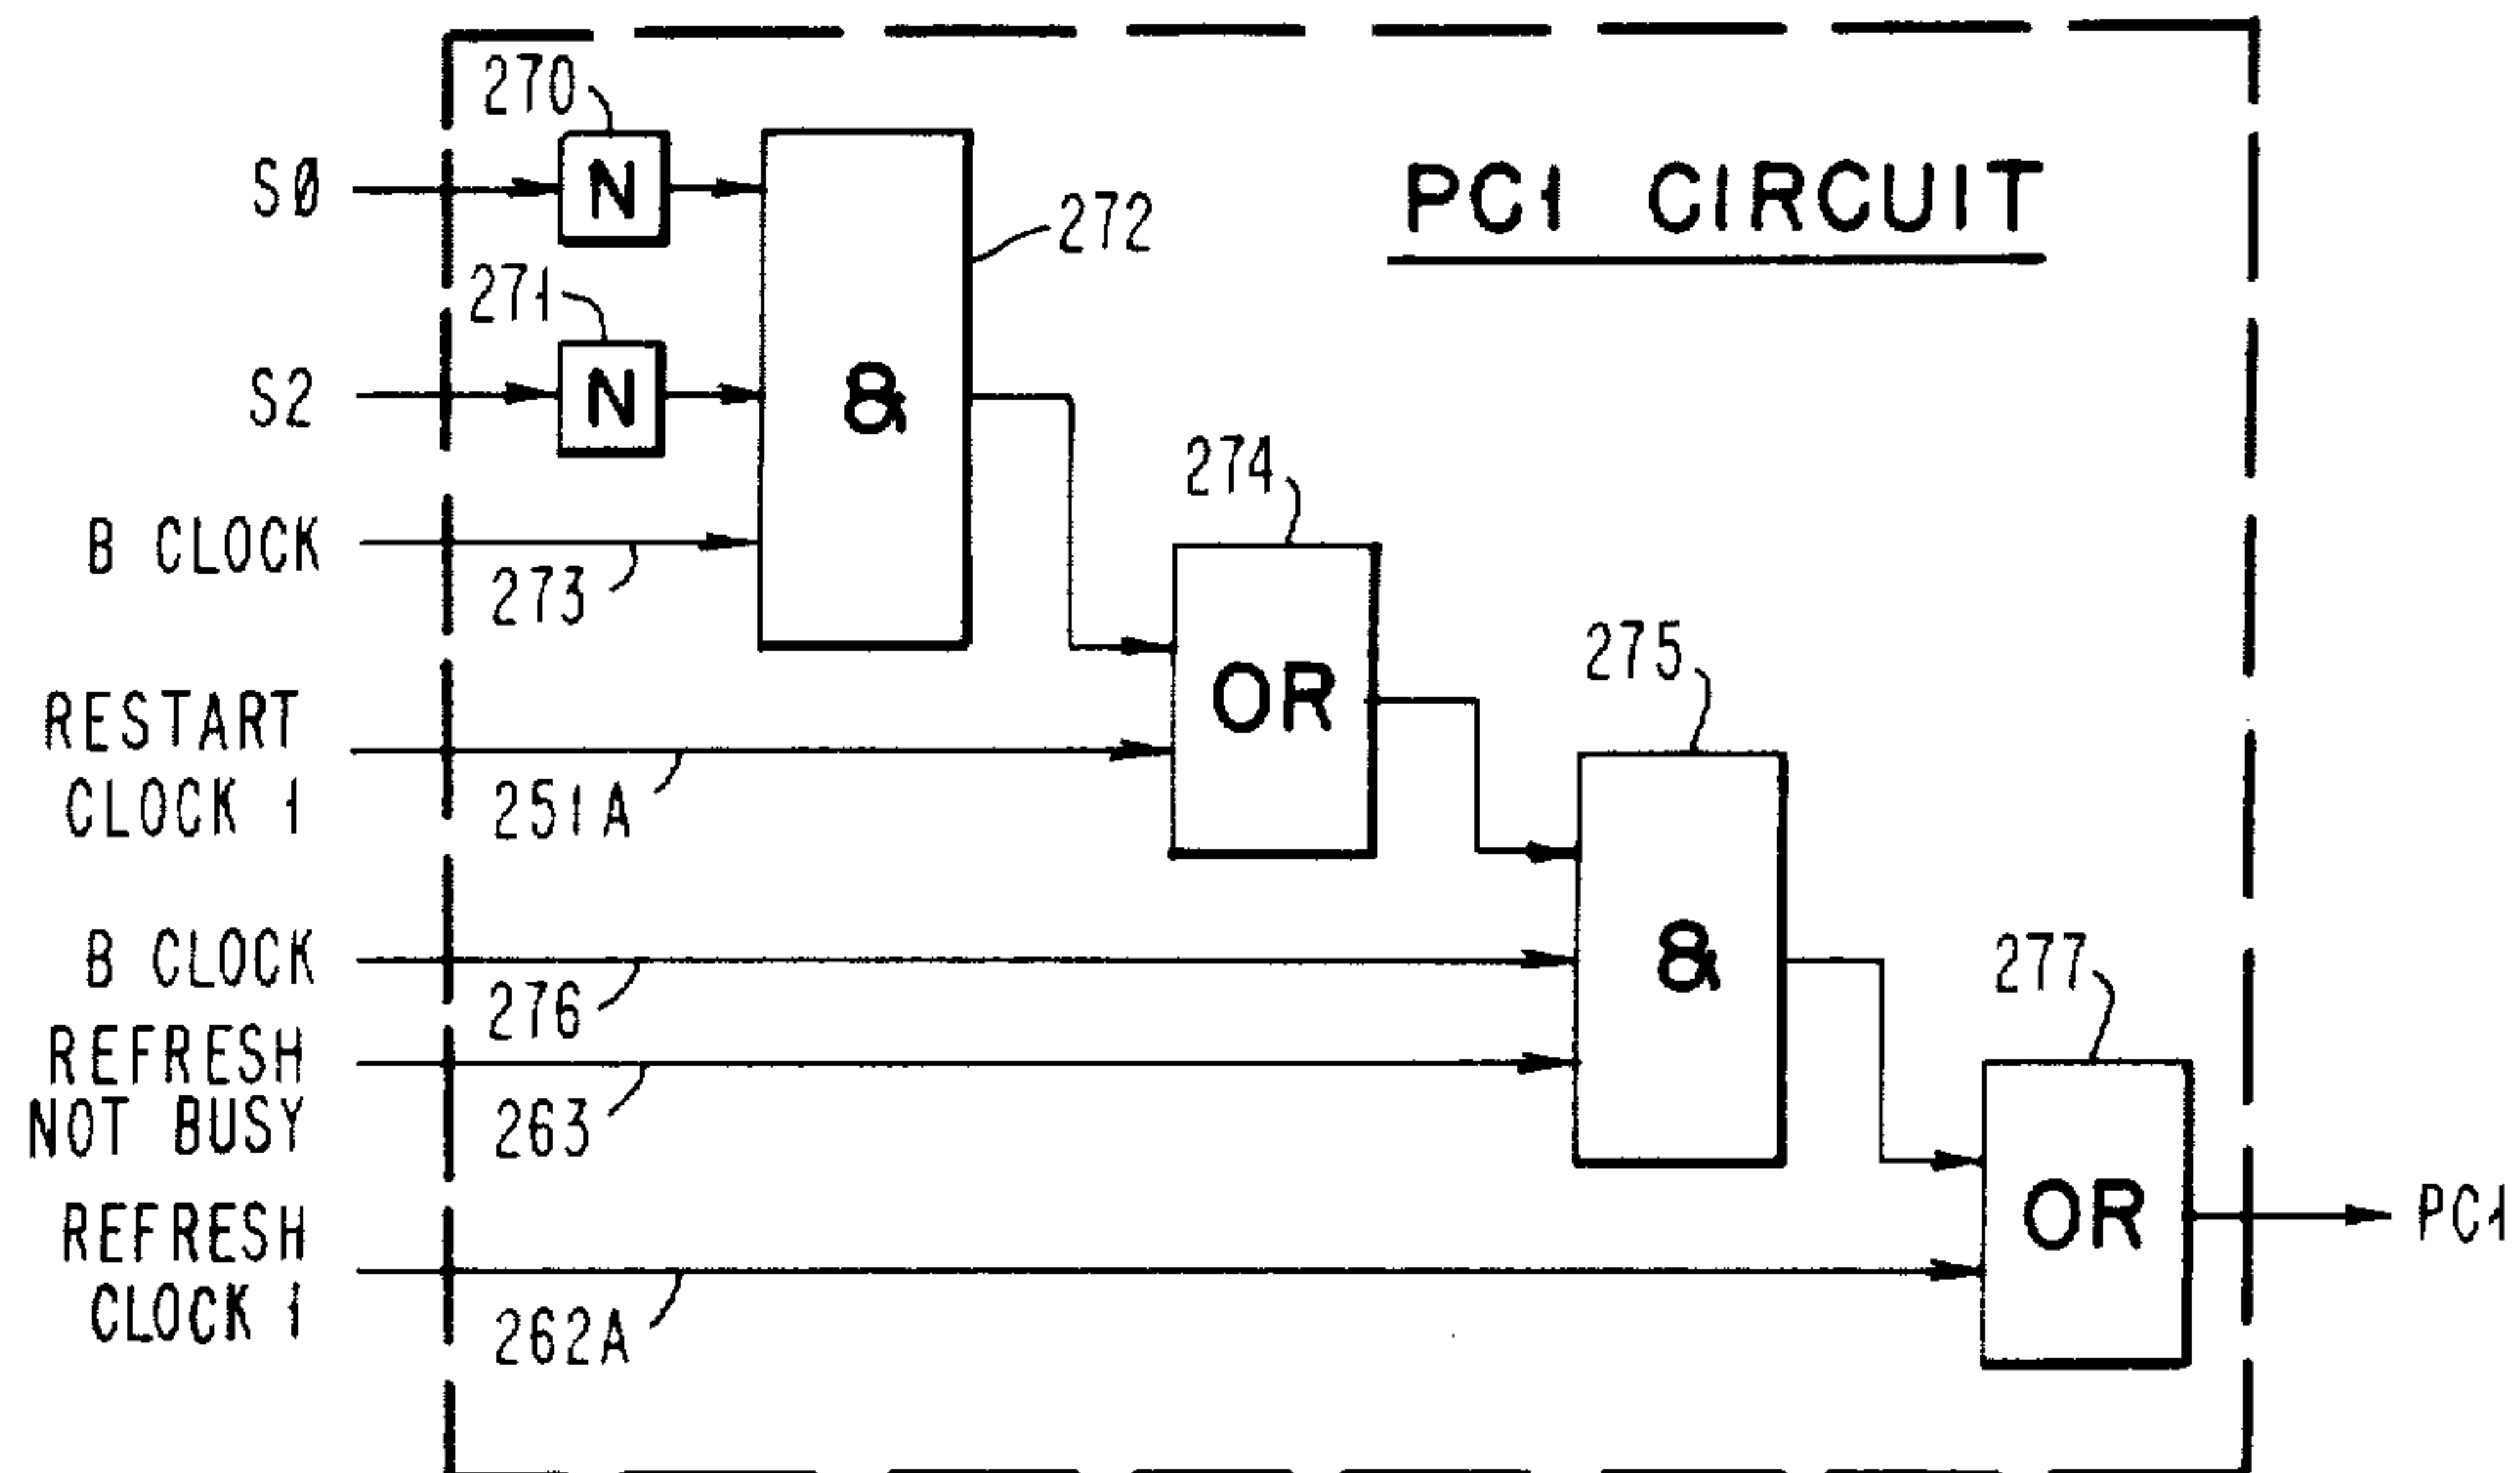 270
S0
N
272
PC1 CIRCUIT
271
S2
N
&
274
B CLOCK
273
275
RESTART
CLOCK 1
OR
251A
B CLOCK
276
&
277
REFRESH
NOT BUSY
263
REFRESH
CLOCK 1
OR
PC1
262A